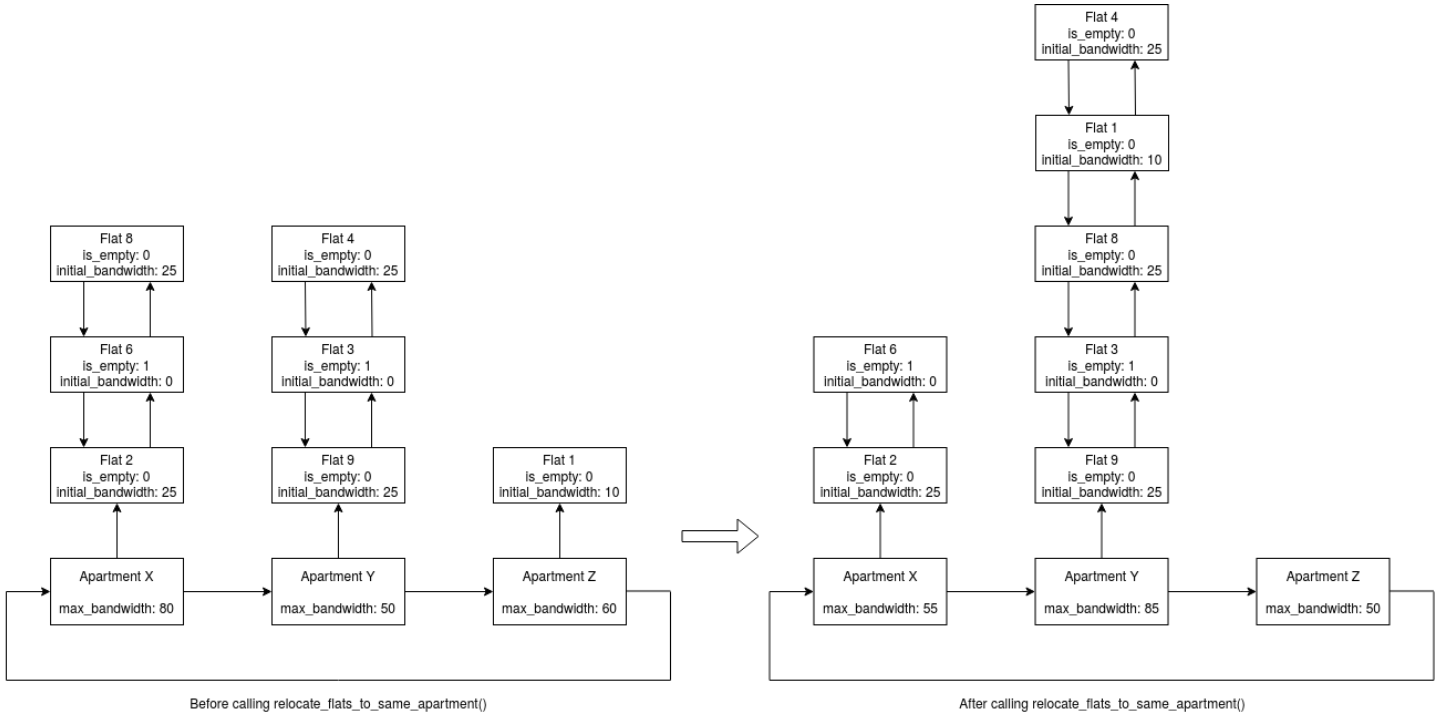 Flat 8
is_empty: 0
initial_bandwidth: 25
Flat 6
is_empty: 1
initial_bandwidth: 0
Flat 2
is_empty: 0
initial_bandwidth: 25
Apartment X
max_bandwidth: 80
Flat 4
is_empty: 0
initial_bandwidth: 25
Flat 3
is_empty: 1
initial_bandwidth: 0
Flat 9
is_empty: 0
initial_bandwidth: 25
Apartment Y
max_bandwidth: 50
Flat 1
is_empty: 0
initial_bandwidth: 10
Apartment Z
max_bandwidth: 60
Before calling relocate_flats_to_same_apartment()
Flat 6
is_empty: 1
initial_bandwidth: 0
Flat 2
is_empty: 0
initial_bandwidth: 25
Apartment X
max_bandwidth: 55
Flat 4
is_empty: 0
initial_bandwidth: 25
Flat 1
is_empty: 0
initial_bandwidth: 10
Flat 8
is_empty: 0
initial_bandwidth: 25
Flat 3
is_empty: 1
initial_bandwidth: 0
Flat 9
is_empty: 0
initial_bandwidth: 25
Apartment Y
max_bandwidth: 85
Apartment Z
max_bandwidth: 50
After calling relocate_flats_to_same_apartment()